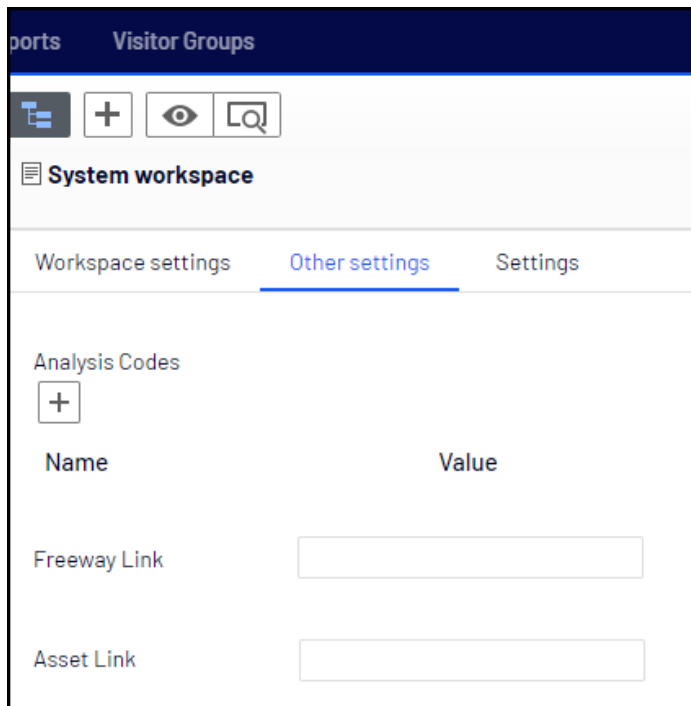 ports Visitor Groups
System workspace
Workspace settings Other settings Settings
Analysis Codes
Name Value
Freeway Link
Asset Link